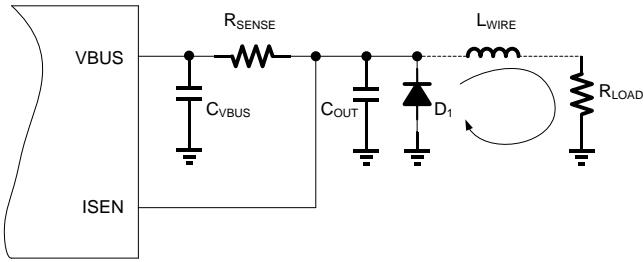 RSENSE
LWIRE
VBUS
CVBUS
COUT
D1
RLOAD
ISEN